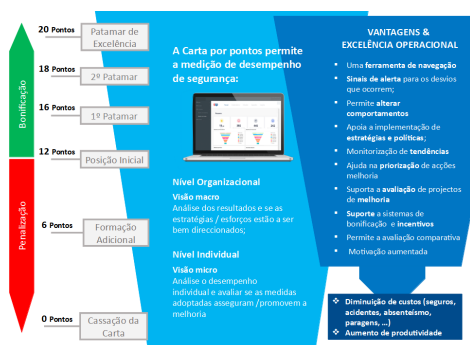 20 Pontos
Patamar de
Excelência
18 Pontos
2º Patamar
16 Pontos
1º Patamar
12 Pontos
Posição Inicial
6 Pontos
Formação
Adicional
0 Pontos
Cassação da
Carta
Bonificação
Penalização
A Carta por pontos permite
a medição de desempenho
de segurança:
Nível Organizacional
Visão macro
Análise dos resultados e se as
estratégias / esforços estão a ser
bem direccionados;
Nível Individual
Visão micro
Análise o desempenho
individual e avaliar se as medidas
adoptadas asseguram /promovem a
melhoria
VANTAGENS &
EXCELÊNCIA OPERACIONAL
• Uma ferramenta de navegação
• Sinais de alerta para os desvios
que ocorrem;
• Permite alterar
comportamentos
• Apoia a implementação de
estratégias e políticas;
• Monitorização de tendências
• Ajuda na priorização de acções
melhoria
• Suporta a avaliação de projectos
de melhoria
• Suporte a sistemas de
bonificação e incentivos
• Permite a avaliação comparativa
• Motivação aumentada
❖ Diminuição de custos (seguros,
acidentes, absenteísmo,
paragens, ...)
❖ Aumento de produtividade